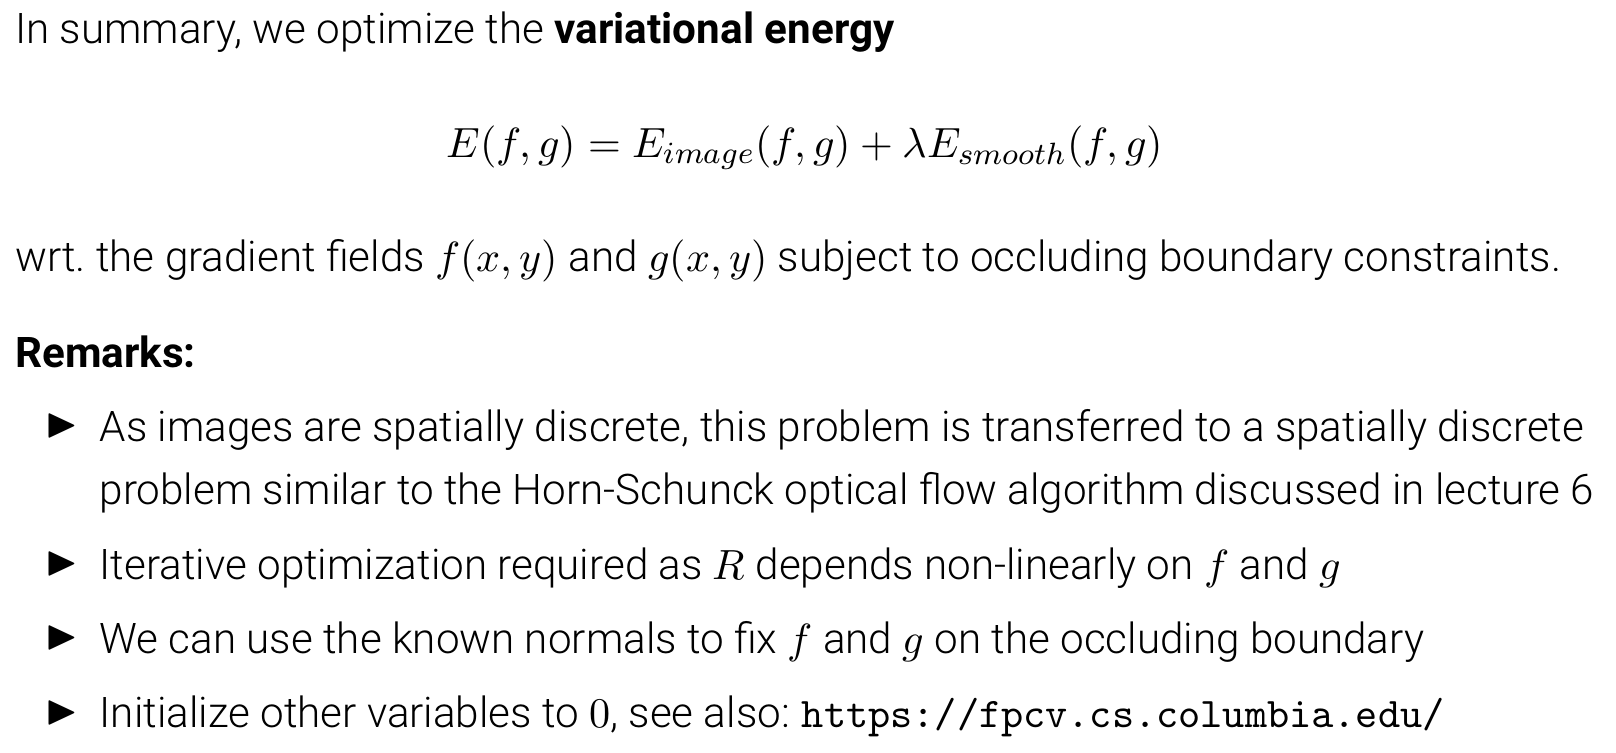 In summary, we optimize the variational energy
E(f, g) = E_{image}(f, g) + λE_{smooth}(f, g)
wrt. the gradient fields f(x, y) and g(x, y) subject to occluding boundary constraints.
Remarks:
▶ As images are spatially discrete, this problem is transferred to a spatially discrete
problem similar to the Horn-Schunck optical flow algorithm discussed in lecture 6
▶ Iterative optimization required as R depends non-linearly on f and g
▶ We can use the known normals to fix f and g on the occluding boundary
▶ Initialize other variables to 0, see also: https://fpcv.cs.columbia.edu/